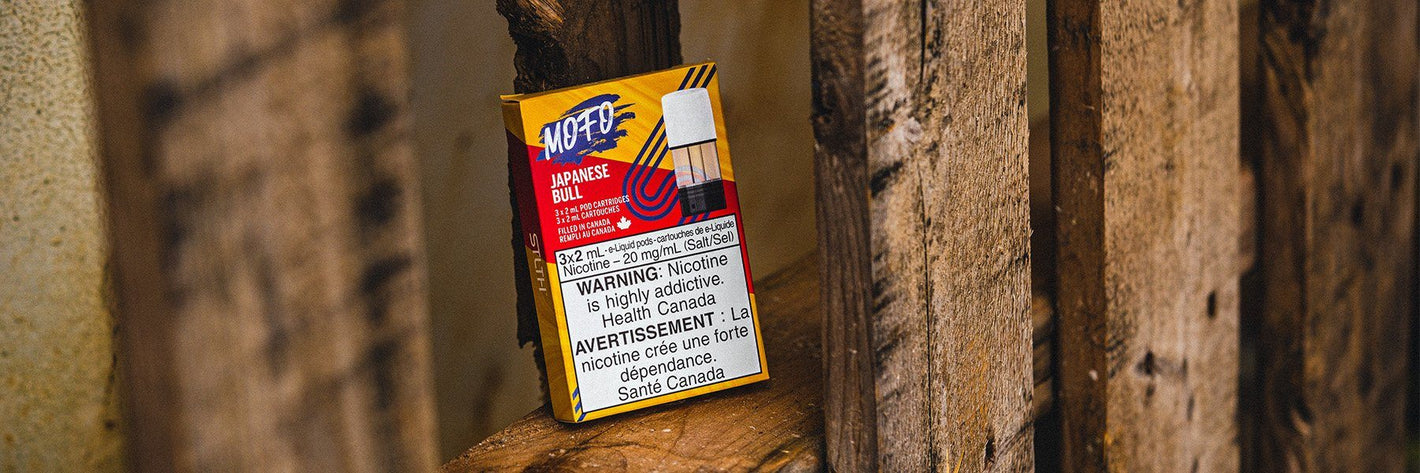 MOFO
JAPANESE
BULL
3 x 2 mL POD CARTRIDGES
3 x 2 mL CARTOUCHES
FILLED IN CANADA
REMPLI AU CANADA
STLTH
3x2 mL - e-Liquid pods - cartouches de e-Liquide
Nicotine – 20 mg/mL (Salt/Sel)
WARNING: Nicotine
is highly addictive.
Health Canada
AVERTISSEMENT : La
nicotine crée une forte
dépendance.
Santé Canada